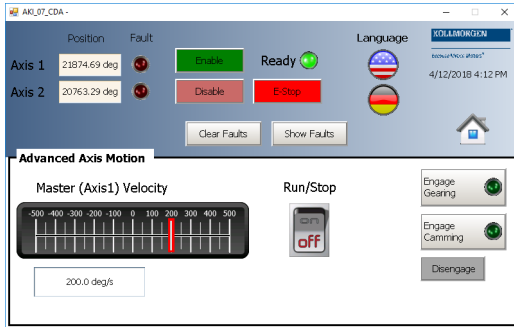 AKI_07_CDA -
Position Fault Language KOLLMORGEN
Axis 1 21874.69 deg Enable Ready
Because Motion Matters™
4/12/2018 4:12 PM
Axis 2 20763.29 deg Disable E-Stop
Clear Faults Show Faults
Advanced Axis Motion
Master (Axis1) Velocity Run/Stop Engage Gearing
-500 -400 -300 -200 -100 0 100 200 300 400 500
on
off
Engage Camming
Disengage
200.0 deg/s